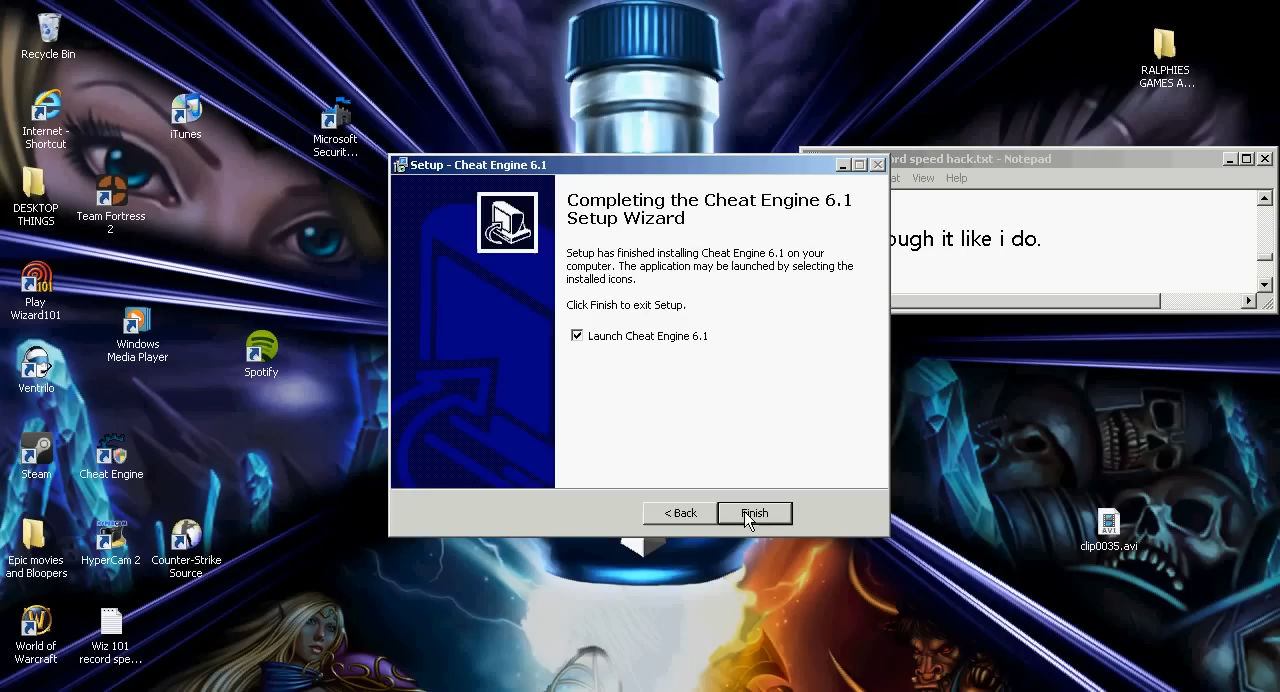 Recycle Bin
Internet -
Shortcut
iTunes
Microsoft
Securit...
DESKTOP
THINGS
Team Fortress
2
Play
Wizard101
Windows
Media Player
Spotify
Ventrilo
Steam
Cheat Engine
Epic movies
and Bloopers
HyperCam 2
Counter-Strike
Source
World of
Warcraft
Wiz 101
record spe...
Setup - Cheat Engine 6.1
Completing the Cheat Engine 6.1
Setup Wizard
Setup has finished installing Cheat Engine 6.1 on your
computer. The application may be launched by selecting the
installed icons.
Click Finish to exit Setup.
Launch Cheat Engine 6.1
< Back
Finish
rd speed hack.txt - Notepad
at View Help
ough it like i do.
RALPHIES
GAMES A...
clip0035.avi